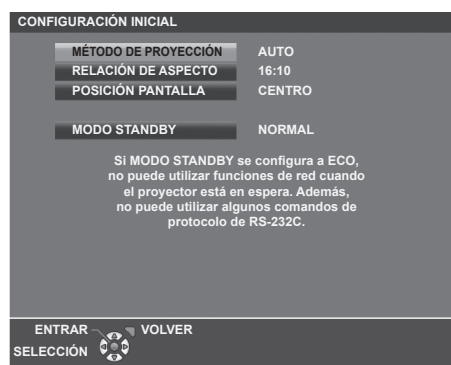 CONFIGURACIÓN INICIAL
MÉTODO DE PROYECCIÓN AUTO
RELACIÓN DE ASPECTO 16:10
POSICIÓN PANTALLA CENTRO
MODO STANDBY NORMAL
Si MODO STANDBY se configura a ECO,
no puede utilizar funciones de red cuando
el proyector está en espera. Además,
no puede utilizar algunos comandos de
protocolo de RS-232C.
ENTRAR VOLVER
SELECCIÓN